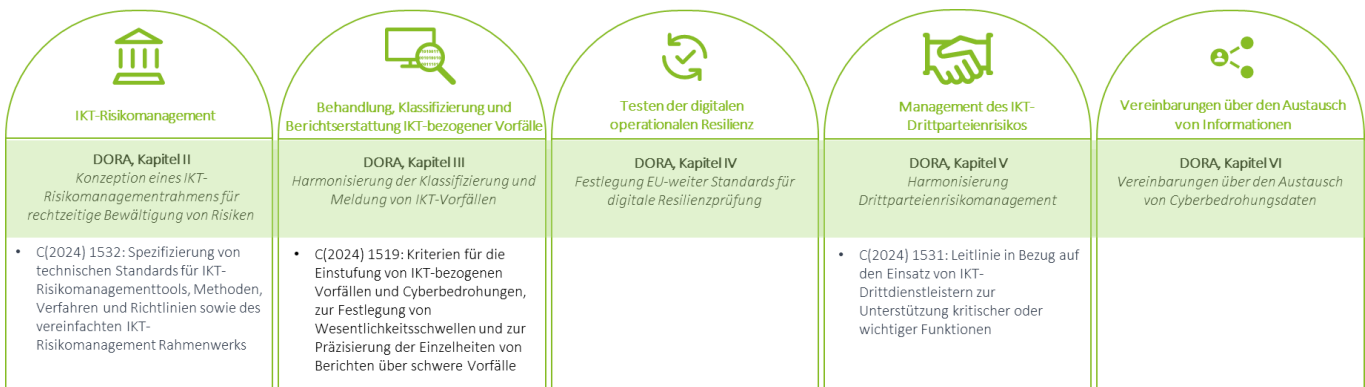 IKT-Risikomanagement
DORA, Kapitel II
Konzeption eines IKT-
Risikomanagementrahmens für
rechtzeitige Bewältigung von Risiken
• C(2024) 1532: Spezifizierung von
technischen Standards für IKT-
Risikomanagementtools, Methoden,
Verfahren und Richtlinien sowie des
vereinfachten IKT-
Risikomanagement Rahmenwerks
Behandlung, Klassifizierung und
Berichtserstattung IKT-bezogener Vorfälle
DORA, Kapitel III
Harmonisierung der Klassifizierung und
Meldung von IKT-Vorfällen
• C(2024) 1519: Kriterien für die
Einstufung von IKT-bezogenen
Vorfällen und Cyberbedrohungen,
zur Festlegung von
Wesentlichkeitsschwellen und zur
Präzisierung der Einzelheiten von
Berichten über schwere Vorfälle
Testen der digitalen
operationalen Resilienz
DORA, Kapitel IV
Festlegung EU-weiter Standards für
digitale Resilienzprüfung
Management des IKT-
Drittparteienrisikos
DORA, Kapitel V
Harmonisierung
Drittparteienrisikomanagement
• C(2024) 1531: Leitlinie in Bezug auf
den Einsatz von IKT-
Drittdienstleistern zur
Unterstützung kritischer oder
wichtiger Funktionen
Vereinbarungen über den Austausch
von Informationen
DORA, Kapitel VI
Vereinbarungen über den Austausch
von Cyberbedrohungsdaten